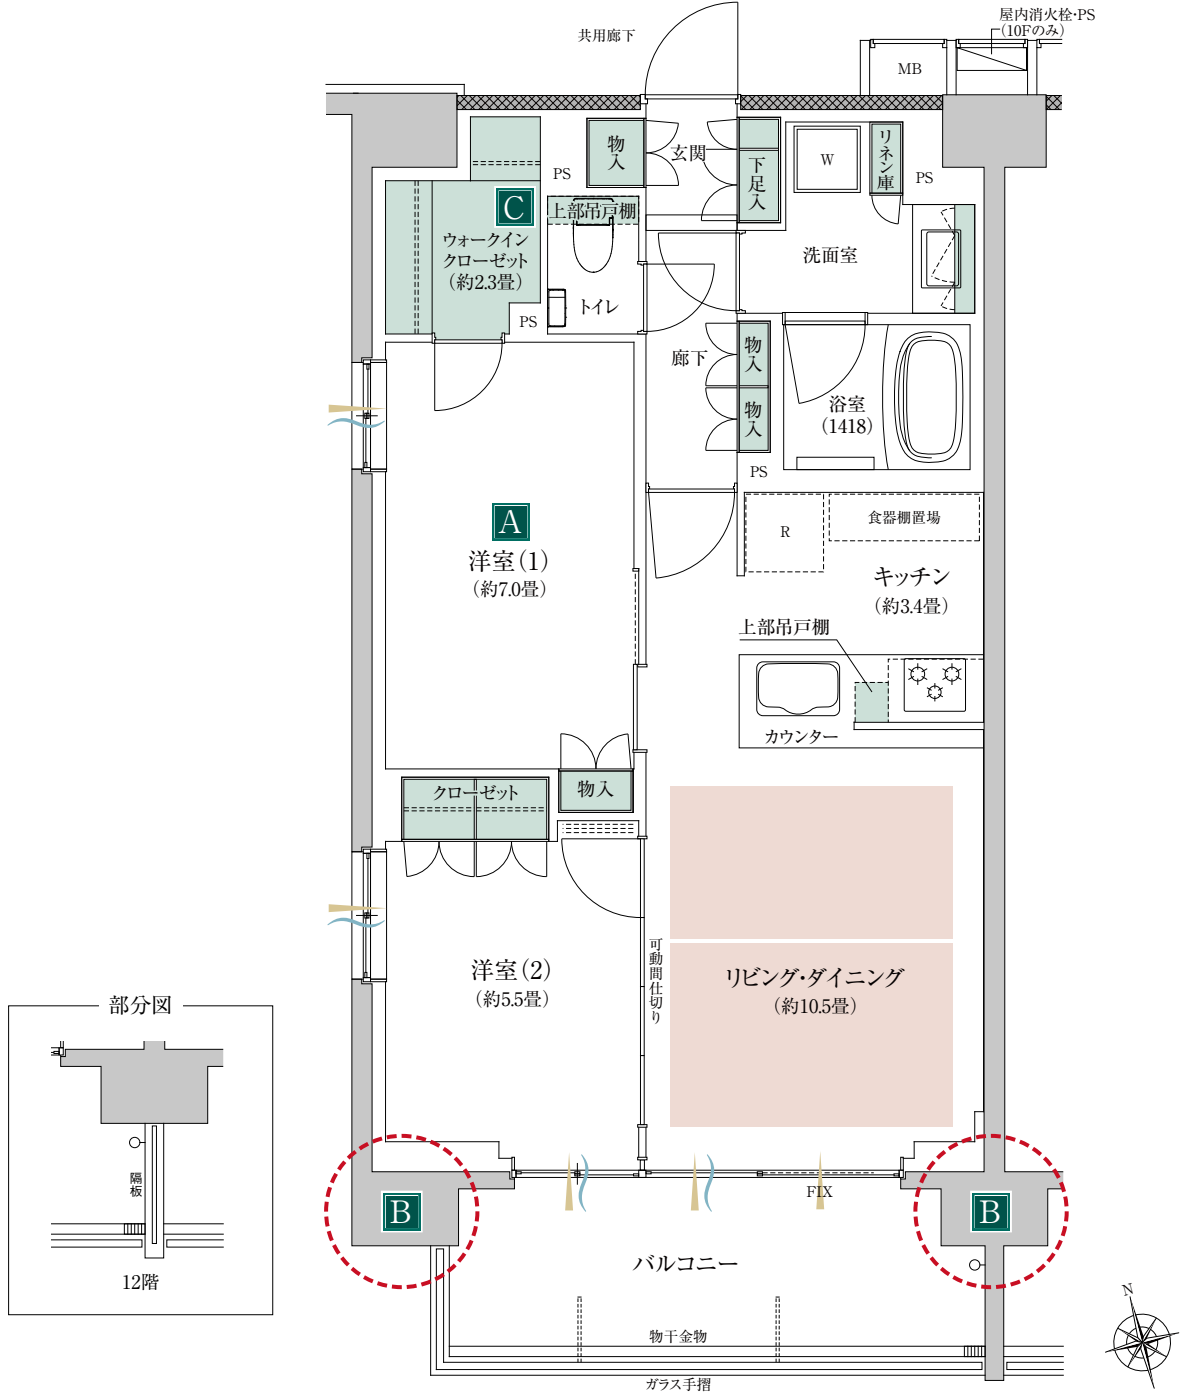 屋内消火栓・PS
(10Fのみ)
共用廊下
MB
物入
玄関
下足入
W
リネン庫
PS
PS
C
上部吊戸棚
ウォークイン
クローゼット
(約2.3畳)
洗面室
トイレ
PS
廊下
物入
物入
浴室
(1418)
PS
A
洋室(1)
(約7.0畳)
R
食器棚置場
キッチン
(約3.4畳)
上部吊戸棚
カウンター
クローゼット
物入
可動間仕切り
洋室(2)
(約5.5畳)
リビング・ダイニング
(約10.5畳)
部分図
隔板
12階
B
FIX
B
バルコニー
N
物干金物
ガラス手摺